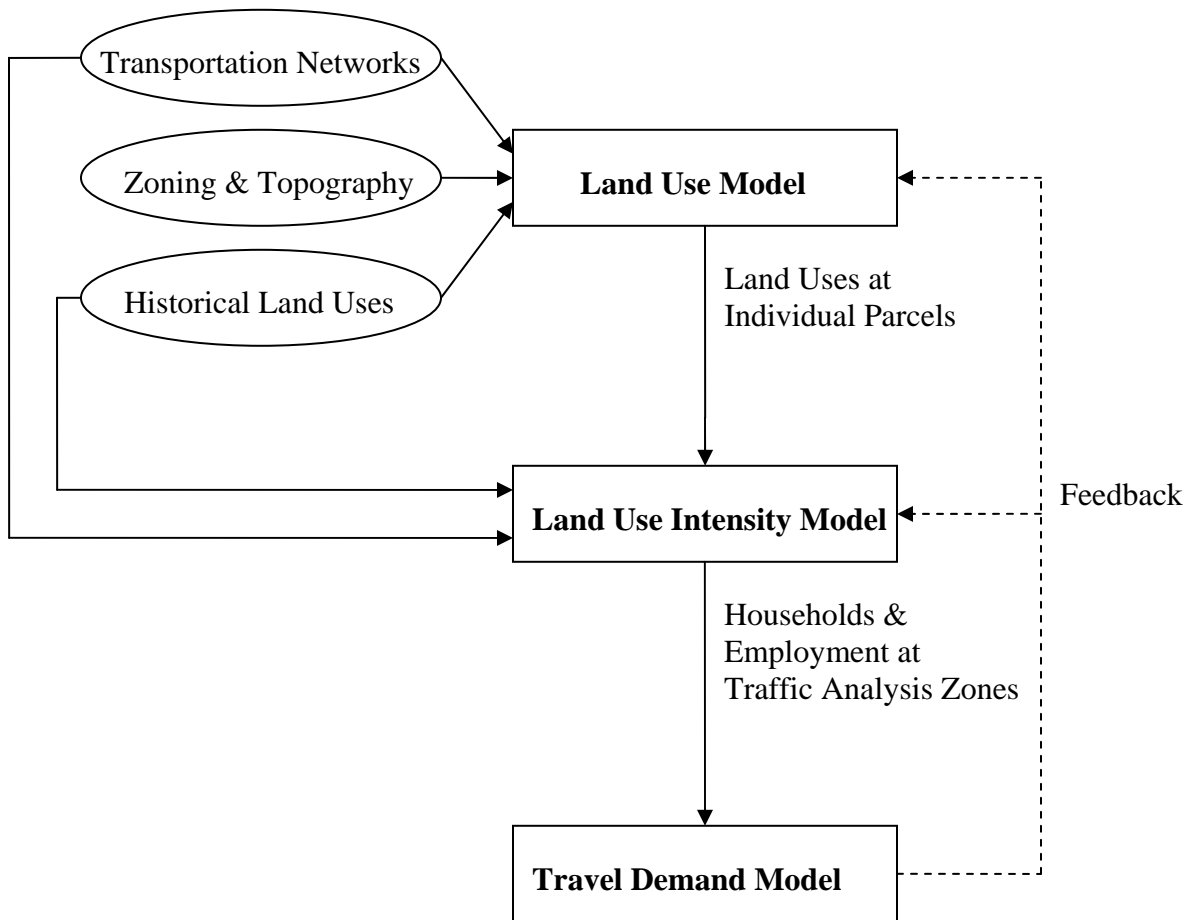 Transportation Networks
Zoning & Topography
Land Use Model
Historical Land Uses
Land Uses at
Individual Parcels
Land Use Intensity Model
Feedback
Households &
Employment at
Traffic Analysis Zones
Travel Demand Model